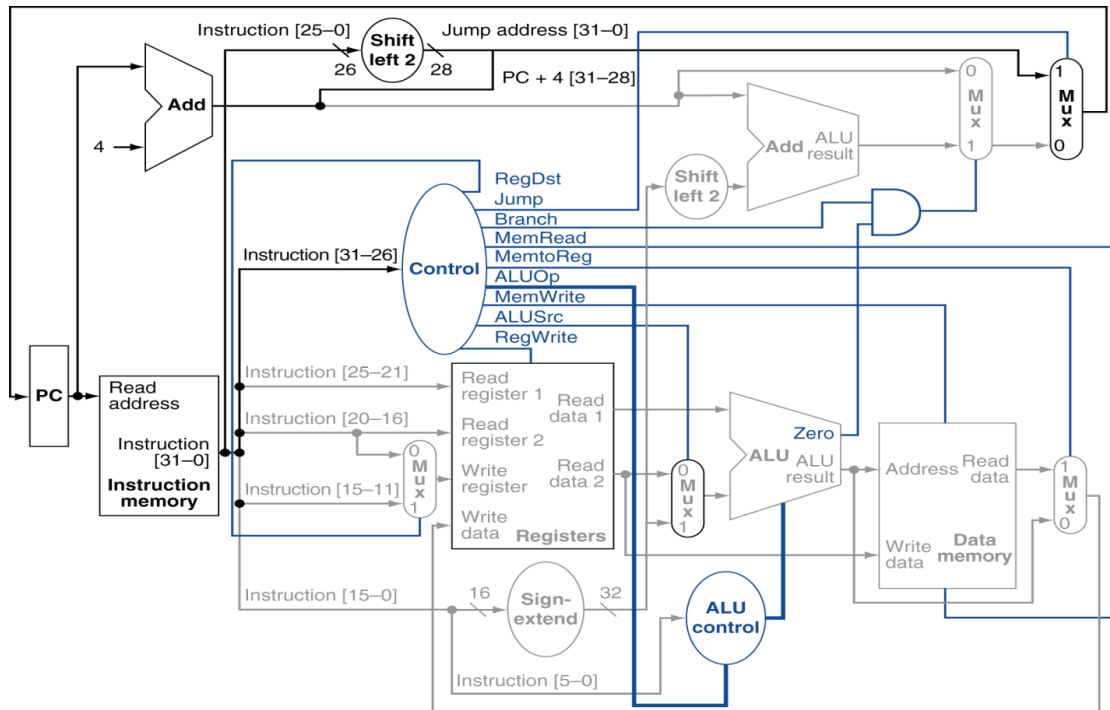 Instruction [25–0]
Shift
left 2
Jump address [31–0]
26
28
PC + 4 [31–28]
Add
4
0
M
u
x
1
1
M
u
x
0
Add
ALU
result
Shift
left 2
RegDst
Jump
Branch
MemRead
MemtoReg
ALUOp
MemWrite
ALUSrc
RegWrite
Instruction [31–26]
Control
PC
Read
address
Instruction
[31–0]
Instruction
memory
Instruction [25–21]
Instruction [20–16]
Instruction [15–11]
0
M
u
x
1
Read
register 1
Read
register 2
Write
register
Write
data
Read
data 1
Read
data 2
Registers
0
M
u
x
1
Zero
ALU
ALU
result
Address
Read
data
Write
data
Data
memory
1
M
u
x
0
Instruction [15–0]
16
Sign-
extend
32
ALU
control
Instruction [5–0]